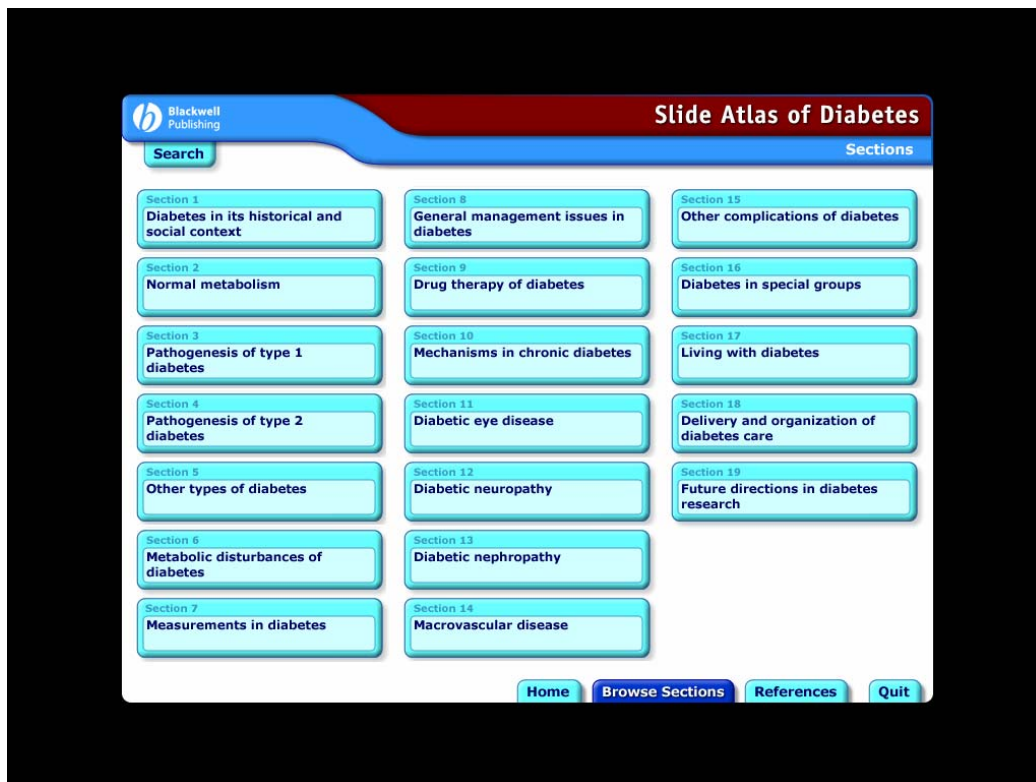 Blackwell
Publishing
Slide Atlas of Diabetes
Search
Sections
Section 1
Diabetes in its historical and
social context
Section 2
Normal metabolism
Section 3
Pathogenesis of type 1
diabetes
Section 4
Pathogenesis of type 2
diabetes
Section 5
Other types of diabetes
Section 6
Metabolic disturbances of
diabetes
Section 7
Measurements in diabetes
Section 8
General management issues in
diabetes
Section 9
Drug therapy of diabetes
Section 10
Mechanisms in chronic diabetes
Section 11
Diabetic eye disease
Section 12
Diabetic neuropathy
Section 13
Diabetic nephropathy
Section 14
Macrovascular disease
Section 15
Other complications of diabetes
Section 16
Diabetes in special groups
Section 17
Living with diabetes
Section 18
Delivery and organization of
diabetes care
Section 19
Future directions in diabetes
research
Home
Browse Sections
References
Quit